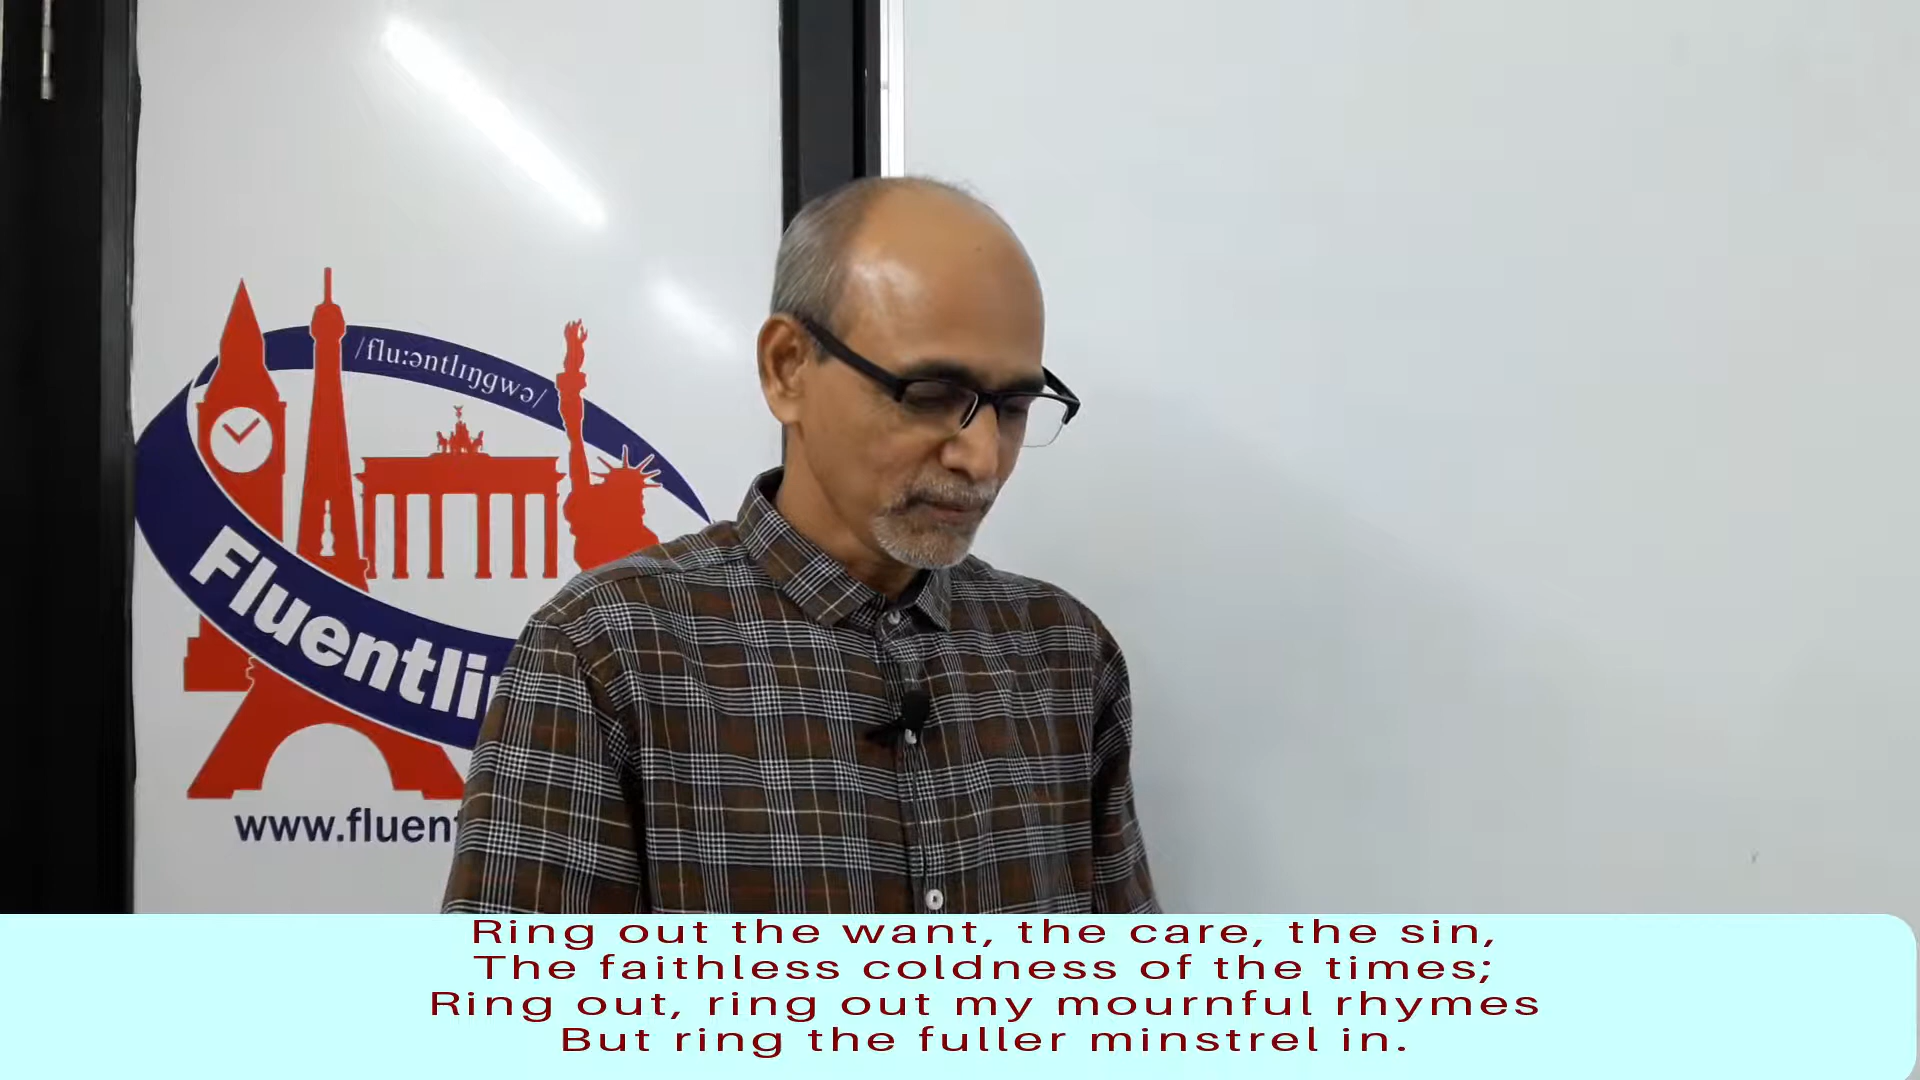 /flu:əntlɪŋgwə/
Fluentli
www.fluent
Ring out the want, the care, the sin,
The faithless coldness of the times;
Ring out, ring out my mournful rhymes
But ring the fuller minstrel in.